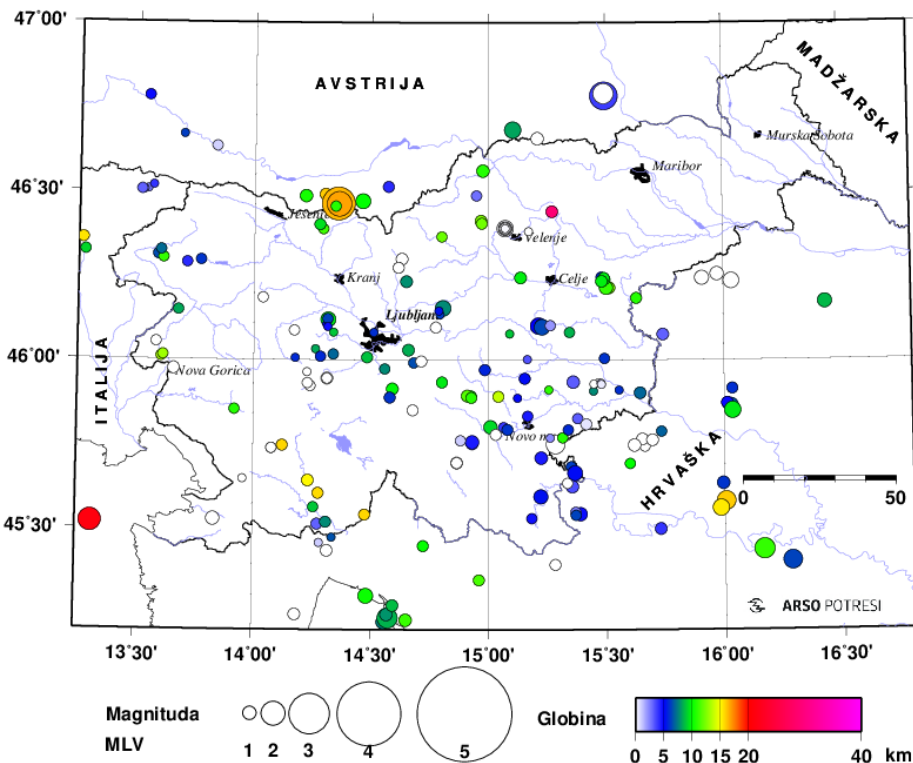 47˚00'
46˚30'
46˚00'
45˚30'
AVSTRIJA
MADŽARSKA
Murska Sobota
Maribor
Jesenice
Velenje
Kranj
Celje
Ljubljana
Nova Gorica
ITALIJA
Novo m
HRVAŠKA
0 50
ARSO POTRESI
13˚30' 14˚00' 14˚30' 15˚00' 15˚30' 16˚00' 16˚30'
Magnituda
MLV
1 2 3 4 5
Globina
0 5 10 15 20 40 km